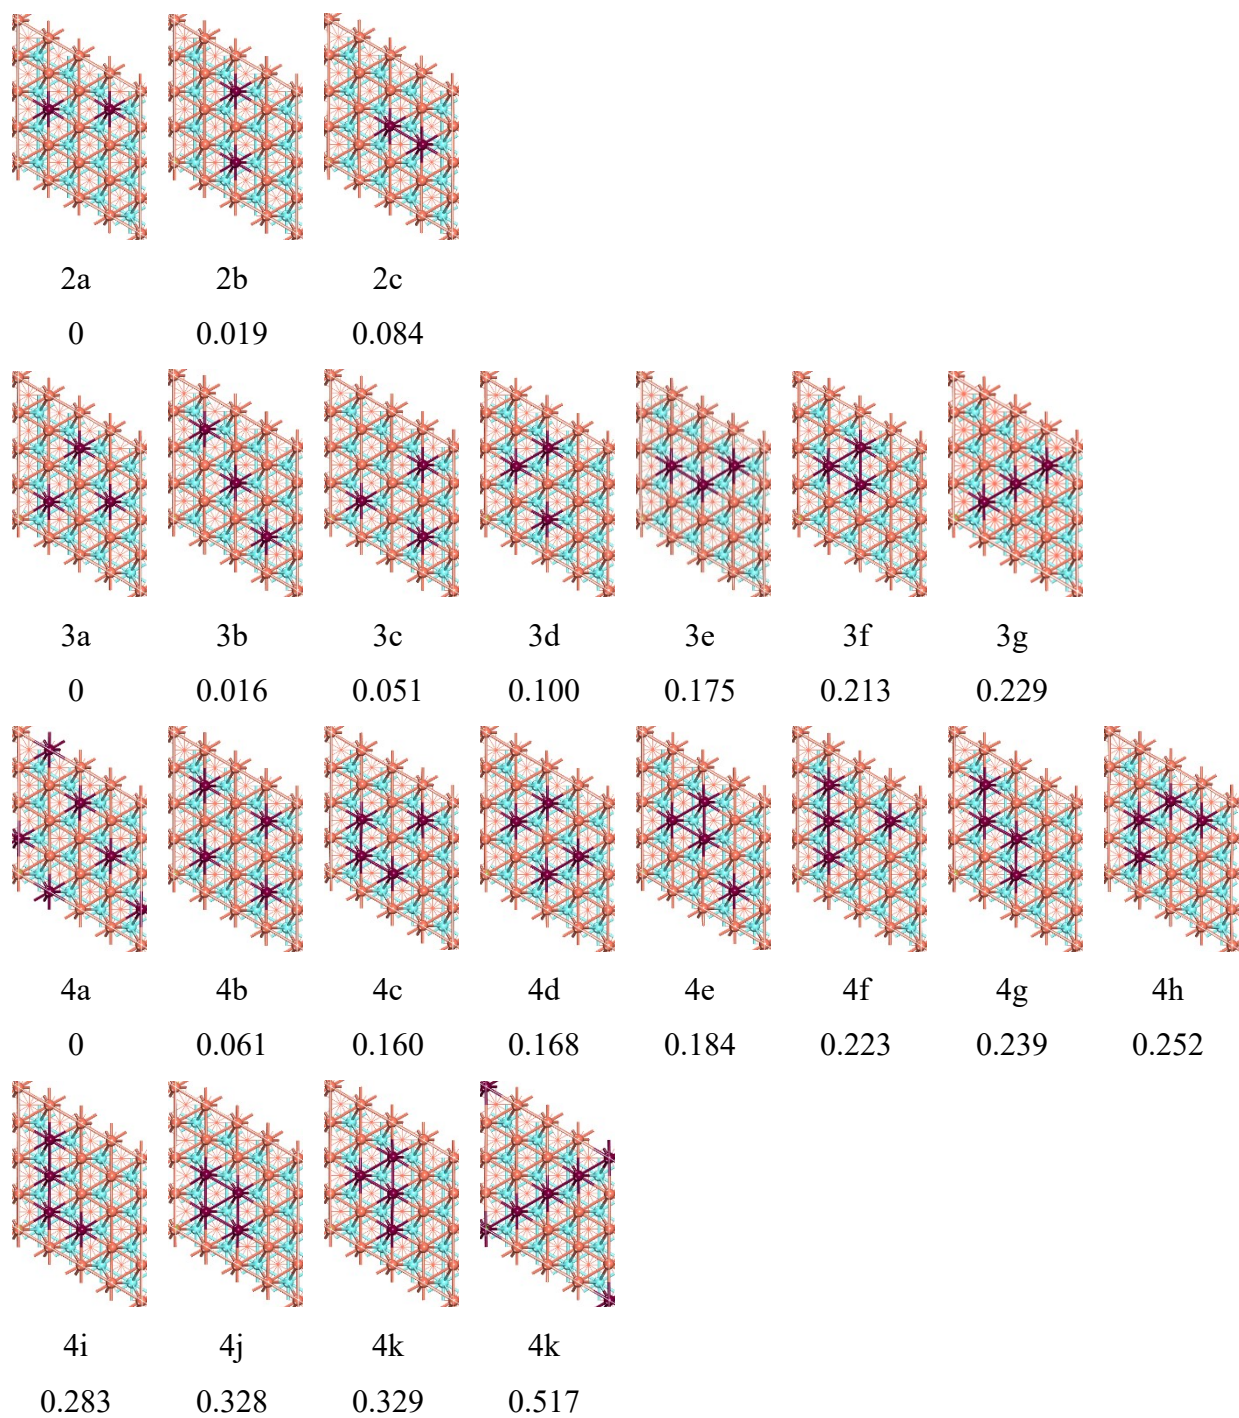 2a 2b 2c
0 0.019 0.084
3a 3b 3c 3d 3e 3f 3g
0 0.016 0.051 0.100 0.175 0.213 0.229
4a 4b 4c 4d 4e 4f 4g 4h
0 0.061 0.160 0.168 0.184 0.223 0.239 0.252
4i 4j 4k 4k
0.283 0.328 0.329 0.517